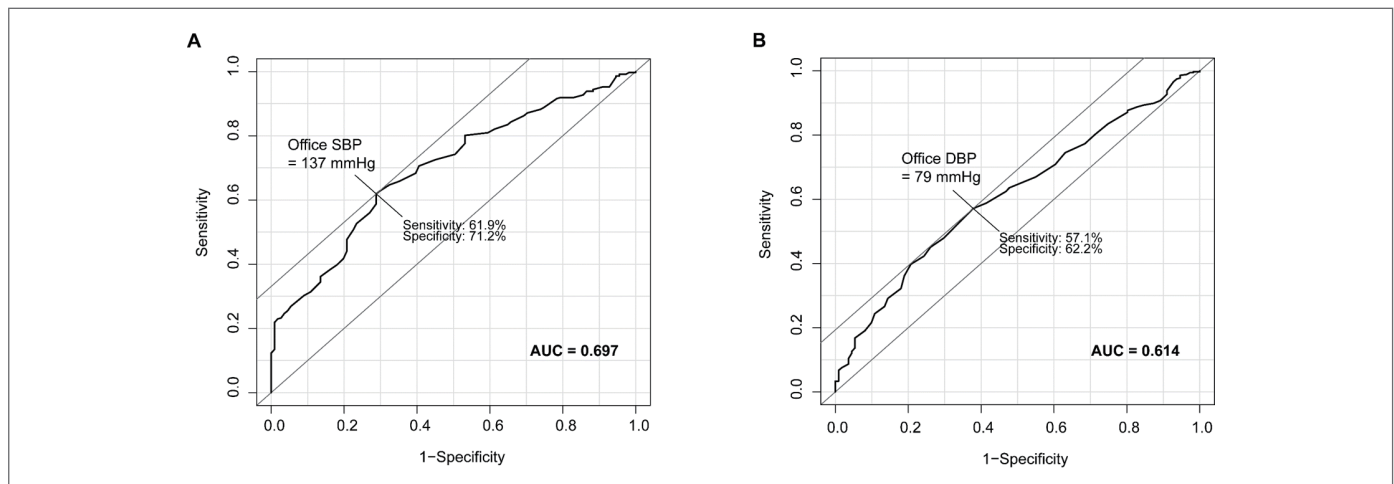 A
1.0
0.8
0.6
0.4
0.2
0.0
Sensitivity
Office SBP
= 137 mmHg
Sensitivity: 61.9%
Specificity: 71.2%
AUC = 0.697
0.0 0.2 0.4 0.6 0.8 1.0
1−Specificity
B
1.0
0.8
0.6
0.4
0.2
0.0
Sensitivity
Office DBP
= 79 mmHg
Sensitivity: 57.1%
Specificity: 62.2%
AUC = 0.614
0.0 0.2 0.4 0.6 0.8 1.0
1−Specificity